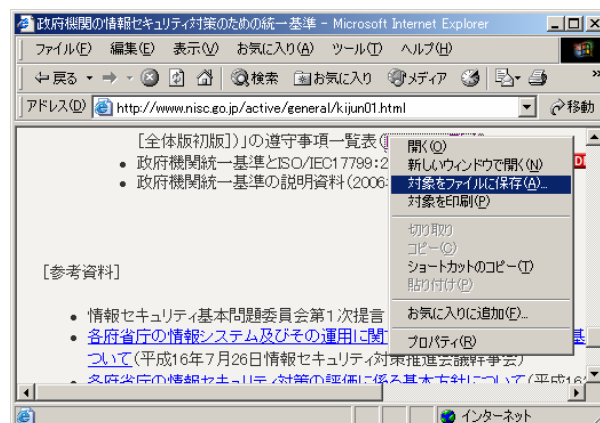 政府機関の情報セキュリティ対策のための統一基準 - Microsoft Internet Explorer
ファイル(F) 編集(E) 表示(V) お気に入り(A) ツール(T) ヘルプ(H)
戻る 検索 お気に入り メディア »
アドレス(D) http://www.nisc.go.jp/active/general/kijun01.html 移動
[全体版初版])」の遵守事項一覧表(
• 政府機関統一基準とISO/IEC17799:2
• 政府機関統一基準の説明資料(2006
開く(O)
新しいウィンドウで開く(N)
対象をファイルに保存(A)...
対象を印刷(P)
切り取り
コピー(C)
ショートカットのコピー(T)
貼り付け(P)
お気に入りに追加(F)...
プロパティ(R)
[参考資料]
• 情報セキュリティ基本問題委員会第1次提言
• 各府省庁の情報システム及びその運用に関
ついて(平成16年7月26日情報セキュリティ対策推進会議幹事会)
• 各府省庁の情報セキュリティ対策の評価に係る基本方針について(平成16
インターネット